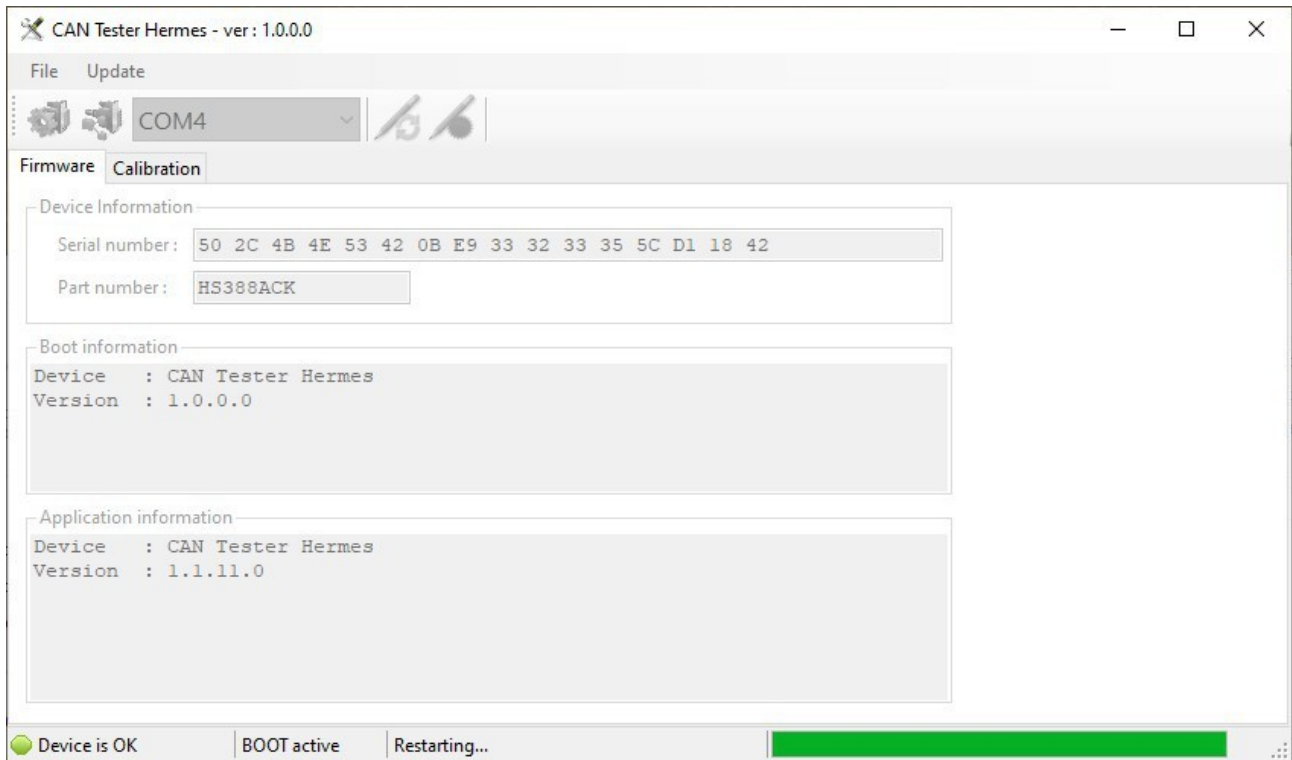 CAN Tester Hermes - ver : 1.0.0.0
File Update
COM4
Firmware Calibration
Device Information
Serial number : 50 2C 4B 4E 53 42 0B E9 33 32 33 35 5C D1 18 42
Part number : HS388ACK
Boot information
Device : CAN Tester Hermes
Version : 1.0.0.0
Application information
Device : CAN Tester Hermes
Version : 1.1.11.0
Device is OK BOOT active Restarting...